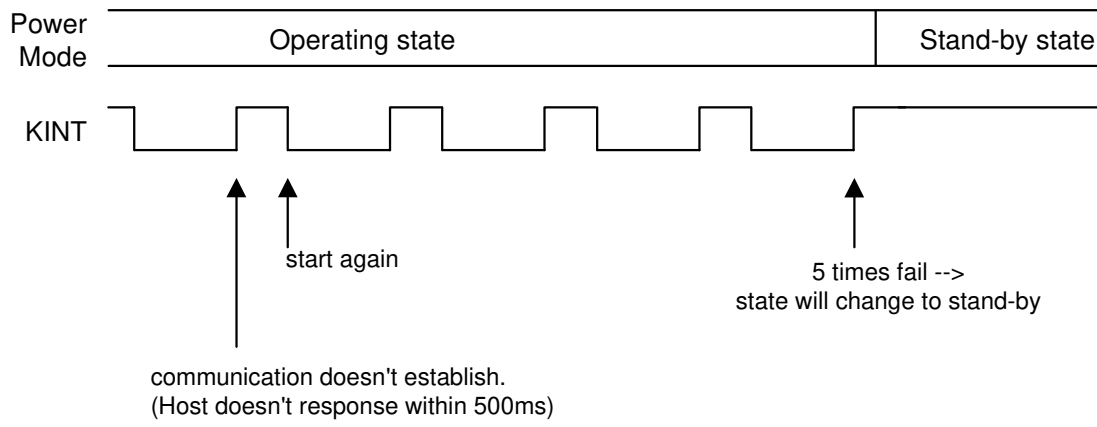 Power
Mode
Operating state
Stand-by state
KINT
start again
5 times fail -->
state will change to stand-by
communication doesn't establish.
(Host doesn't response within 500ms)